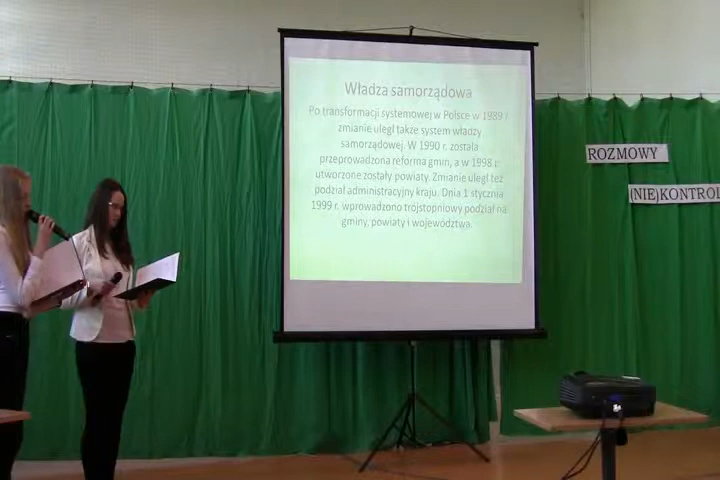 Władza samorządowa
Po transformacji systemowej w Polsce w 1989 r
zmianie uległ także system władzy
samorządowej. W 1990 r. została
przeprowadzona reforma gmin, a w 1998 r.
utworzone zostały powiaty. Zmianie uległ też
podział administracyjny kraju. Dnia 1 stycznia
1999 r. wprowadzono trójstopniowy podział na
gminy, powiaty i województwa.
ROZMOWY
(NIE)KONTROL